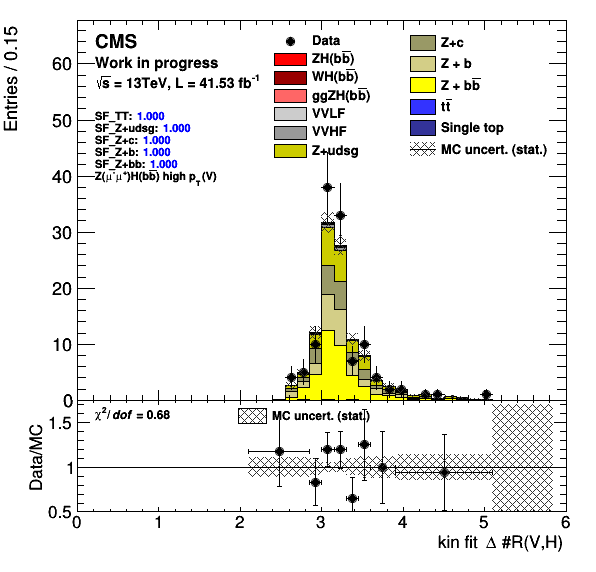 Entries / 0.15
60
50
40
30
20
10
0
CMS
Work in progress
√s = 13TeV, L = 41.53 fb⁻¹
SF_TT: 1.000
SF_Z+udsg: 1.000
SF_Z+c: 1.000
SF_Z+b: 1.000
SF_Z+bb: 1.000
Z(μ⁻μ⁺)H(bb̅) high p_T(V)
Data
ZH(bb̅)
WH(bb̅)
ggZH(bb̅)
VVLF
VVHF
Z+udsg
Z+c
Z + b
Z + bb̅
tt̅
Single top
MC uncert. (stat.)
Data/MC
1.5
1
0.5
χ²/dof = 0.68
MC uncert. (stat.)
0 1 2 3 4 5 6
kin fit Δ #R(V,H)